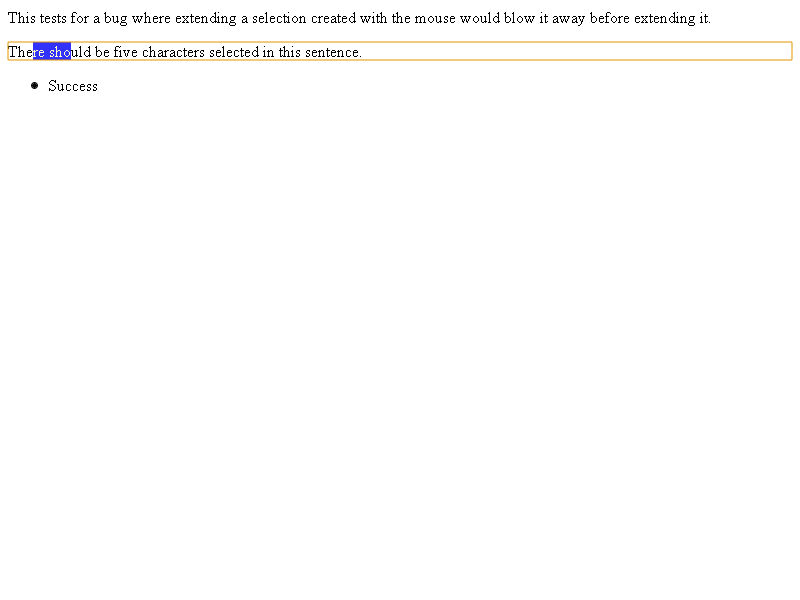 This tests for a bug where extending a selection created with the mouse would blow it away before extending it.
There should be five characters selected in this sentence.
• Success